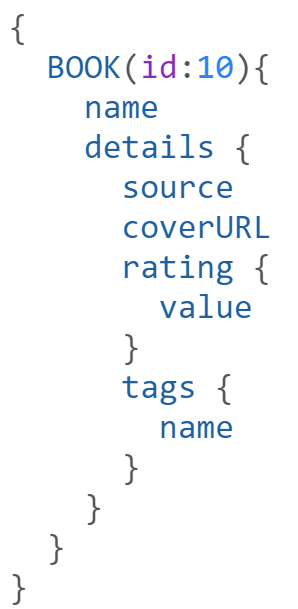 {
  BOOK(id:10){
    name
    details {
      source
      coverURL
      rating {
        value
      }
      tags {
        name
      }
    }
  }
}